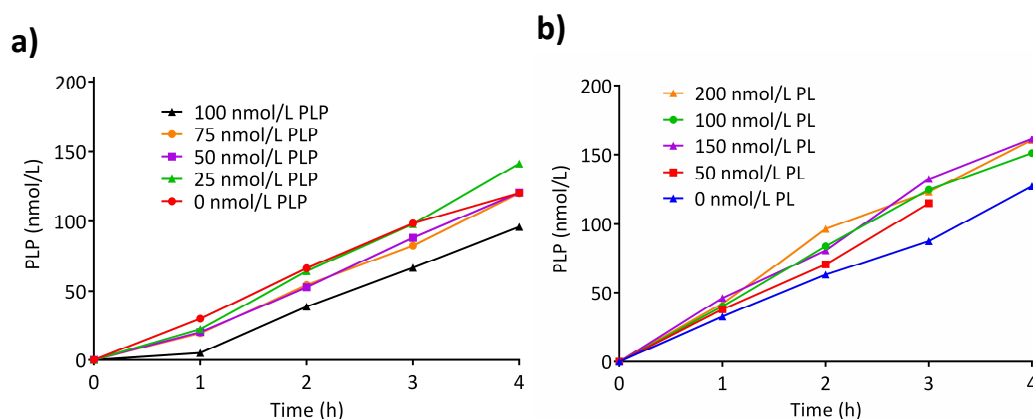 a)
200
150
100
50
0
PLP (nmol/L)
100 nmol/L PLP
75 nmol/L PLP
50 nmol/L PLP
25 nmol/L PLP
0 nmol/L PLP
0 1 2 3 4
Time (h)
b)
200
150
100
50
0
PLP (nmol/L)
200 nmol/L PL
100 nmol/L PL
150 nmol/L PL
50 nmol/L PL
0 nmol/L PL
0 1 2 3 4
Time (h)